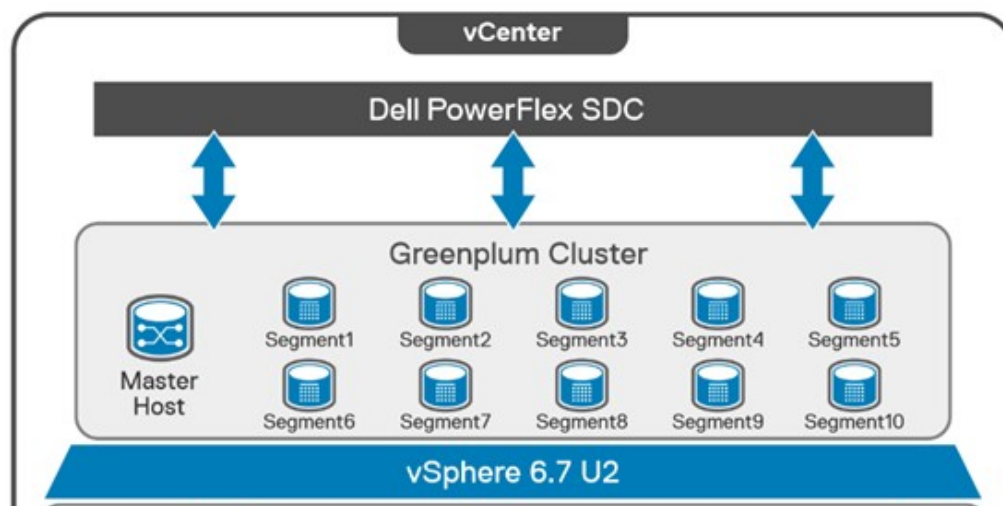 vCenter
Dell PowerFlex SDC
Greenplum Cluster
Master
Host
Segment1
Segment2
Segment3
Segment4
Segment5
Segment6
Segment7
Segment8
Segment9
Segment10
vSphere 6.7 U2